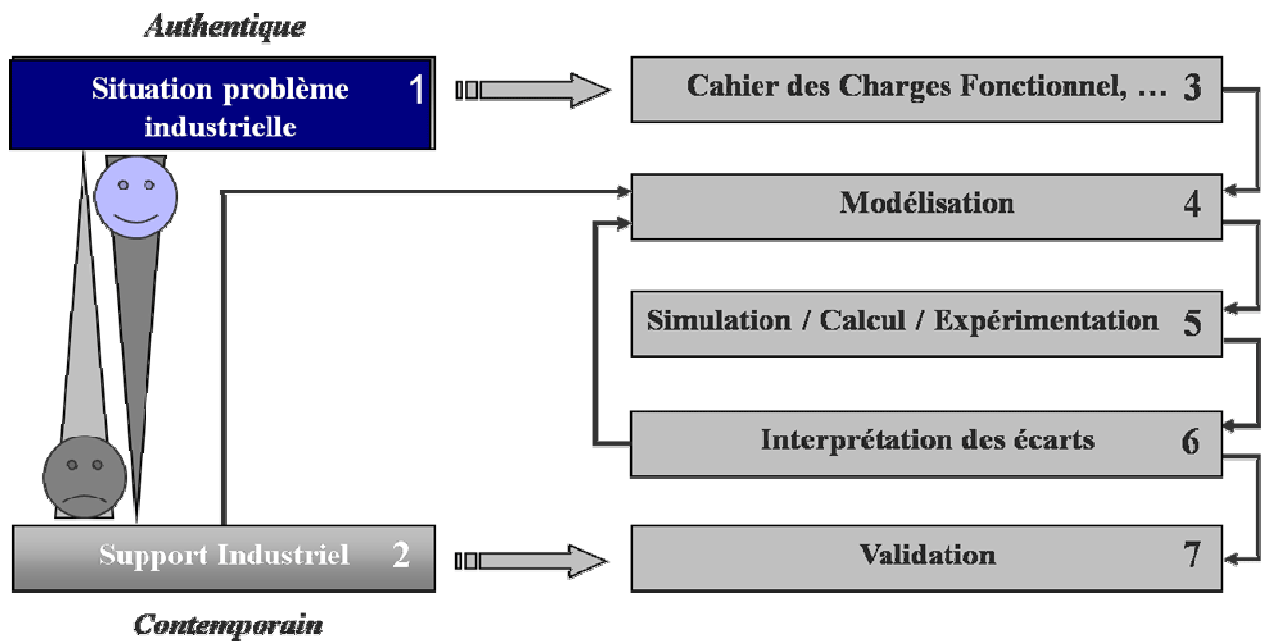 Authentique
Situation problème 1
industrielle
Cahier des Charges Fonctionnel, … 3
Modélisation 4
Simulation / Calcul / Expérimentation 5
Interprétation des écarts 6
Support Industriel 2
Validation 7
Contemporain